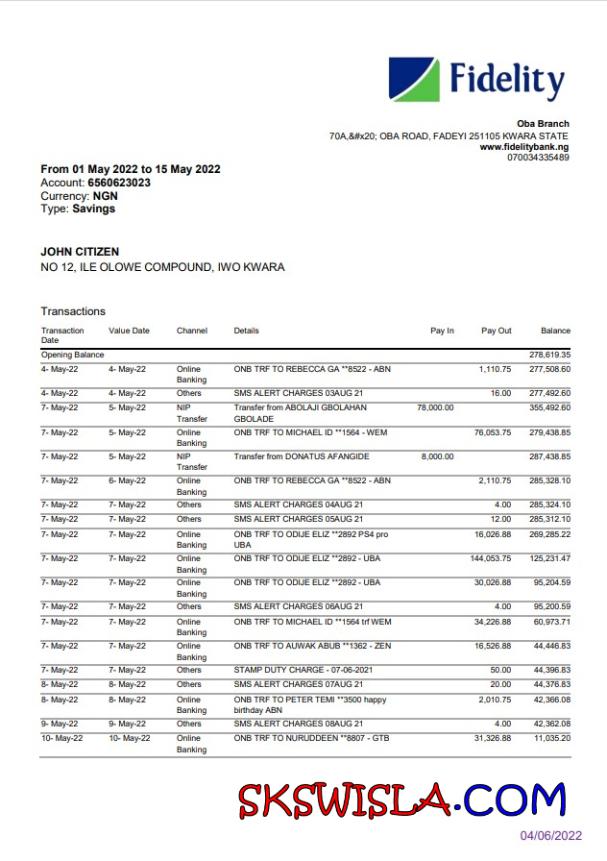 Fidelity
Oba Branch
70A,&#x20; OBA ROAD, FADEYI 251105 KWARA STATE
www.fidelitybank.ng
070034335489
From 01 May 2022 to 15 May 2022
Account: 6560623023
Currency: NGN
Type: Savings
JOHN CITIZEN
NO 12, ILE OLOWE COMPOUND, IWO KWARA
Transactions
Transaction Date Value Date Channel Details Pay In Pay Out Balance
Opening Balance 278,619.35
4- May-22 4- May-22 Online Banking ONB TRF TO REBECCA GA **8522 - ABN 1,110.75 277,508.60
4- May-22 4- May-22 Others SMS ALERT CHARGES 03AUG 21 16.00 277,492.60
7- May-22 5- May-22 NIP Transfer Transfer from ABOLAJI GBOLAHAN GBOLADE 78,000.00 355,492.60
7- May-22 5- May-22 Online Banking ONB TRF TO MICHAEL ID **1564 - WEM 76,053.75 279,438.85
7- May-22 5- May-22 NIP Transfer Transfer from DONATUS AFANGIDE 8,000.00 287,438.85
7- May-22 6- May-22 Online Banking ONB TRF TO REBECCA GA **8522 - ABN 2,110.75 285,328.10
7- May-22 7- May-22 Others SMS ALERT CHARGES 04AUG 21 4.00 285,324.10
7- May-22 7- May-22 Others SMS ALERT CHARGES 05AUG 21 12.00 285,312.10
7- May-22 7- May-22 Online Banking ONB TRF TO ODIJE ELIZ **2892 PS4 pro UBA 16,026.88 269,285.22
7- May-22 7- May-22 Online Banking ONB TRF TO ODIJE ELIZ **2892 - UBA 144,053.75 125,231.47
7- May-22 7- May-22 Online Banking ONB TRF TO ODIJE ELIZ **2892 - UBA 30,026.88 95,204.59
7- May-22 7- May-22 Others SMS ALERT CHARGES 06AUG 21 4.00 95,200.59
7- May-22 7- May-22 Online Banking ONB TRF TO MICHAEL ID **1564 trf WEM 34,226.88 60,973.71
7- May-22 7- May-22 Online Banking ONB TRF TO AUWAK ABUB **1362 - ZEN 16,526.88 44,446.83
7- May-22 7- May-22 Others STAMP DUTY CHARGE - 07-06-2021 50.00 44,396.83
8- May-22 8- May-22 Others SMS ALERT CHARGES 07AUG 21 20.00 44,376.83
8- May-22 8- May-22 Online Banking ONB TRF TO PETER TEMI **3500 happy birthday ABN 2,010.75 42,366.08
9- May-22 9- May-22 Others SMS ALERT CHARGES 08AUG 21 4.00 42,362.08
10- May-22 10- May-22 Online Banking ONB TRF TO NURUDDEEN **8807 - GTB 31,326.88 11,035.20
SKSWISLA.COM
04/06/2022